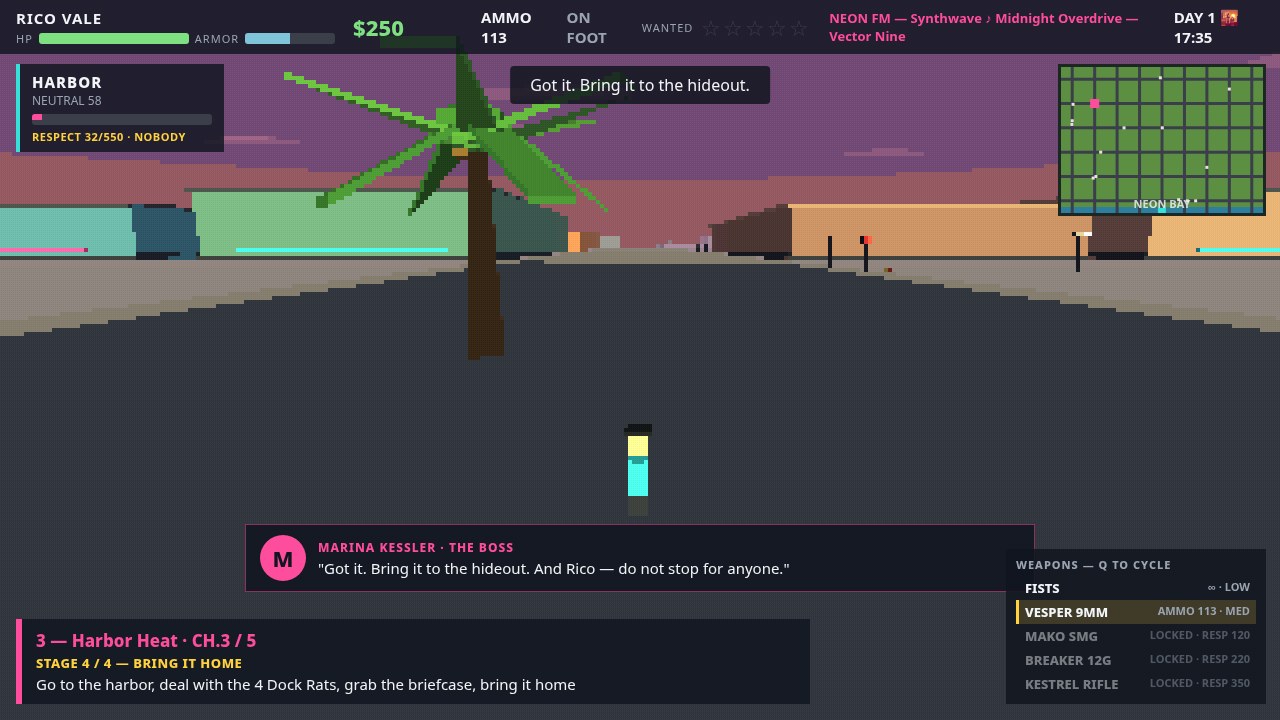 RICO VALE
HP
ARMOR
$250
AMMO
113
ON
FOOT
WANTED ☆☆☆☆☆
NEON FM — Synthwave ♪ Midnight Overdrive —
Vector Nine
DAY 1 🌇
17:35
HARBOR
NEUTRAL 58
RESPECT 32/550 · NOBODY
Got it. Bring it to the hideout.
NEON BAY
M
MARINA KESSLER · THE BOSS
"Got it. Bring it to the hideout. And Rico — do not stop for anyone."
WEAPONS — Q TO CYCLE
FISTS ∞ · LOW
VESPER 9MM AMMO 113 · MED
MAKO SMG LOCKED · RESP 120
BREAKER 12G LOCKED · RESP 220
KESTREL RIFLE LOCKED · RESP 350
3 — Harbor Heat · CH.3 / 5
STAGE 4 / 4 — BRING IT HOME
Go to the harbor, deal with the 4 Dock Rats, grab the briefcase, bring it home